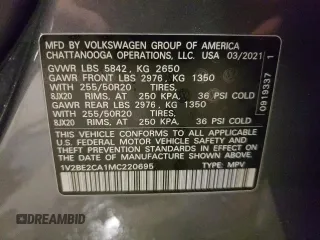 MFD BY VOLKSWAGEN GROUP OF AMERICA
CHATTANOOGA OPERATIONS, LLC. USA 03/2021
GVWR LBS 5842 , KG 2650
GAWR FRONT LBS 2976 , KG 1350
WITH - 255/50R20 TIRES,
8JX20 RIMS, AT 250 KPA, 36 PSI COLD
GAWR REAR LBS 2976 , KG 1350
WITH - 255/50R20 TIRES,
8JX20 RIMS, AT 250 KPA, 36 PSI COLD
THIS VEHICLE CONFORMS TO ALL APPLICABLE
FEDERAL MOTOR VEHICLE SAFETY AND
THEFT PREVENTION STANDARDS IN EFFECT
ON THE DATE OF MANUFACTURE SHOWN ABOVE.
1V2BE2CA1MC220695 TYPE: MPV
0919337 1
©DREAMBID